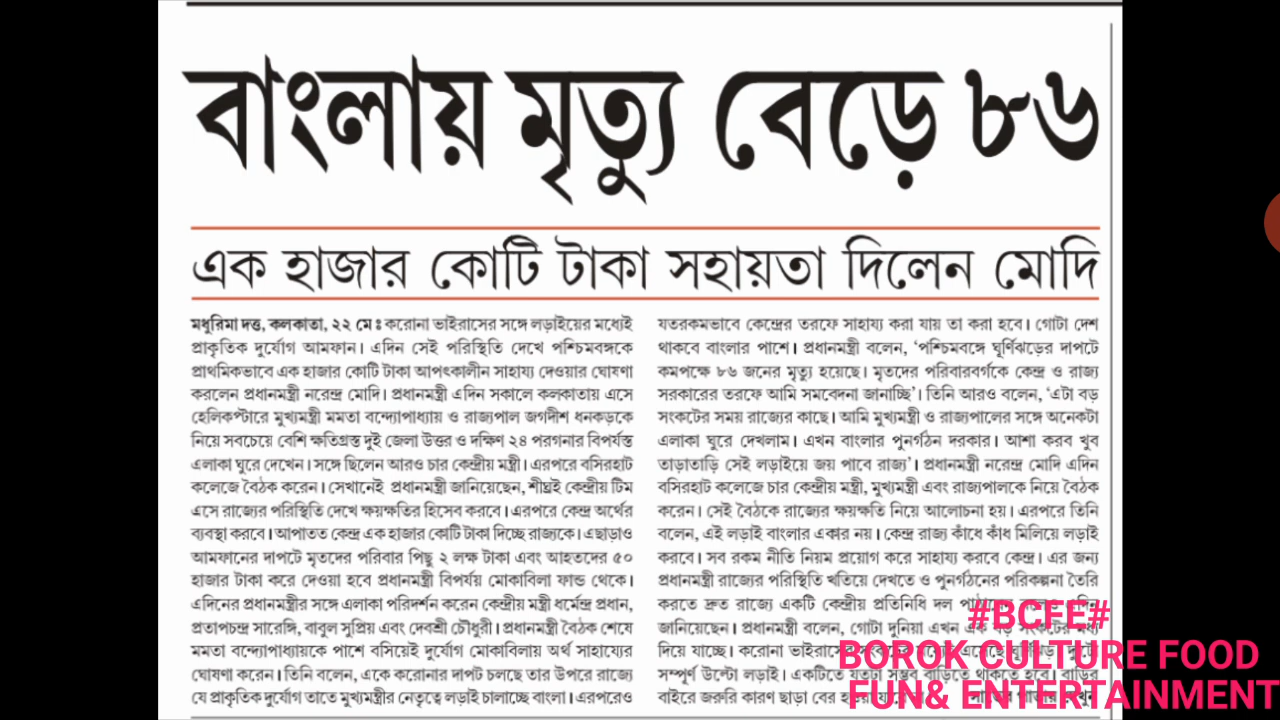 বাংলায় মৃত্যু বেড়ে ৮৬
এক হাজার কোটি টাকা সহায়তা দিলেন মোদি
মধুরিমা দত্ত, কলকাতা, ২২ মে ঃ করোনা ভাইরাসের সঙ্গে লড়াইয়ের মধ্যেই
প্রাকৃতিক দুর্যোগ আমফান। এদিন সেই পরিস্থিতি দেখে পশ্চিমবঙ্গকে
প্রাথমিকভাবে এক হাজার কোটি টাকা আপৎকালীন সাহায্য দেওয়ার ঘোষণা
করলেন প্রধানমন্ত্রী নরেন্দ্র মোদি। প্রধানমন্ত্রী এদিন সকালে কলকাতায় এসে
হেলিকপ্টারে মুখ্যমন্ত্রী মমতা বন্দ্যোপাধ্যায় ও রাজ্যপাল জগদীশ ধনকড়কে
নিয়ে সবচেয়ে বেশি ক্ষতিগ্রস্ত দুই জেলা উত্তর ও দক্ষিণ ২৪ পরগনার বিপর্যস্ত
এলাকা ঘুরে দেখেন। সঙ্গে ছিলেন আরও চার কেন্দ্রীয় মন্ত্রী। এরপরে বসিরহাট
কলেজে বৈঠক করেন। সেখানেই প্রধানমন্ত্রী জানিয়েছেন, শীঘ্রই কেন্দ্রীয় টিম
এসে রাজ্যের পরিস্থিতি দেখে ক্ষয়ক্ষতির হিসেব করবে। এরপরে কেন্দ্র অর্থের
ব্যবস্থা করবে। আপাতত কেন্দ্র এক হাজার কোটি টাকা দিচ্ছে রাজ্যকে। এছাড়াও
আমফানের দাপটে মৃতদের পরিবার পিছু ২ লক্ষ টাকা এবং আহতদের ৫০
হাজার টাকা করে দেওয়া হবে প্রধানমন্ত্রী বিপর্যয় মোকাবিলা ফান্ড থেকে।
এদিনের প্রধানমন্ত্রীর সঙ্গে এলাকা পরিদর্শন করেন কেন্দ্রীয় মন্ত্রী ধর্মেন্দ্র প্রধান,
প্রতাপচন্দ্র সারেঙ্গি, বাবুল সুপ্রিয় এবং দেবশ্রী চৌধুরী। প্রধানমন্ত্রী বৈঠক শেষে
মমতা বন্দ্যোপাধ্যায়কে পাশে বসিয়েই দুর্যোগ মোকাবিলায় অর্থ সাহায্যের
ঘোষণা করেন। তিনি বলেন, একে করোনার দাপট চলছে তার উপরে রাজ্যে
যে প্রাকৃতিক দুর্যোগ তাতে মুখ্যমন্ত্রীর নেতৃত্বে লড়াই চালাচ্ছে বাংলা। এরপরেও
যতরকমভাবে কেন্দ্রের তরফে সাহায্য করা যায় তা করা হবে। গোটা দেশ
থাকবে বাংলার পাশে। প্রধানমন্ত্রী বলেন, ‘পশ্চিমবঙ্গে ঘূর্ণিঝড়ের দাপটে
কমপক্ষে ৮৬ জনের মৃত্যু হয়েছে। মৃতদের পরিবারবর্গকে কেন্দ্র ও রাজ্য
সরকারের তরফে আমি সমবেদনা জানাচ্ছি’। তিনি আরও বলেন, ‘এটা বড়
সংকটের সময় রাজ্যের কাছে। আমি মুখ্যমন্ত্রী ও রাজ্যপালের সঙ্গে অনেকটা
এলাকা ঘুরে দেখলাম। এখন বাংলার পুনর্গঠন দরকার। আশা করব খুব
তাড়াতাড়ি সেই লড়াইয়ে জয় পাবে রাজ্য’। প্রধানমন্ত্রী নরেন্দ্র মোদি এদিন
বসিরহাট কলেজে চার কেন্দ্রীয় মন্ত্রী, মুখ্যমন্ত্রী এবং রাজ্যপালকে নিয়ে বৈঠক
করেন। সেই বৈঠকে রাজ্যের ক্ষয়ক্ষতি নিয়ে আলোচনা হয়। এরপরে তিনি
বলেন, এই লড়াই বাংলার একার নয়। কেন্দ্র রাজ্য কাঁধে কাঁধ মিলিয়ে লড়াই
করবে। সব রকম নীতি নিয়ম প্রয়োগ করে সাহায্য করবে কেন্দ্র। এর জন্য
প্রধানমন্ত্রী রাজ্যের পরিস্থিতি খতিয়ে দেখতে ও পুনর্গঠনের পরিকল্পনা তৈরি
করতে দ্রুত রাজ্যে একটি কেন্দ্রীয় প্রতিনিধি দল
জানিয়েছেন। প্রধানমন্ত্রী বলেন, গোটা দুনিয়া এখন এক বড় সংকটের মধ্য
দিয়ে যাচ্ছে। করোনা ভাইরাসের
সম্পূর্ণ উল্টো লড়াই। একটিতে যতটা সম্ভব বাড়িতে থাকতে হবে। বাড়ির
বাইরে জরুরি কারণ ছাড়া বের
#BCFE#
BOROK CULTURE FOOD
FUN& ENTERTAINMENT